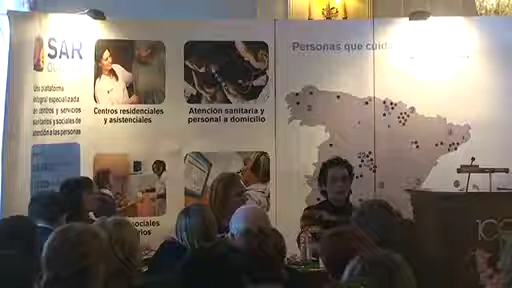 SAR
Una plataforma
integral especializada
en centros y servicios
sanitarios y sociales de
atención a las personas
Centros residenciales
y asistenciales
Atención sanitaria y
personal a domicilio
sociales
Personas que